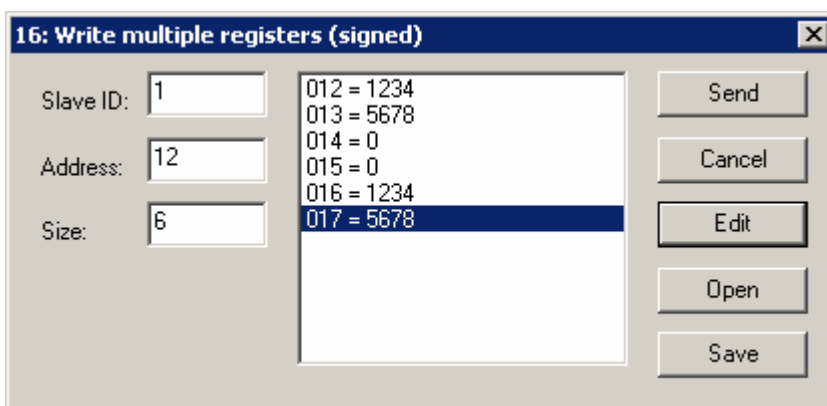 16: Write multiple registers (signed)
Slave ID: 1
Address: 12
Size: 6
012 = 1234
013 = 5678
014 = 0
015 = 0
016 = 1234
017 = 5678
Send
Cancel
Edit
Open
Save